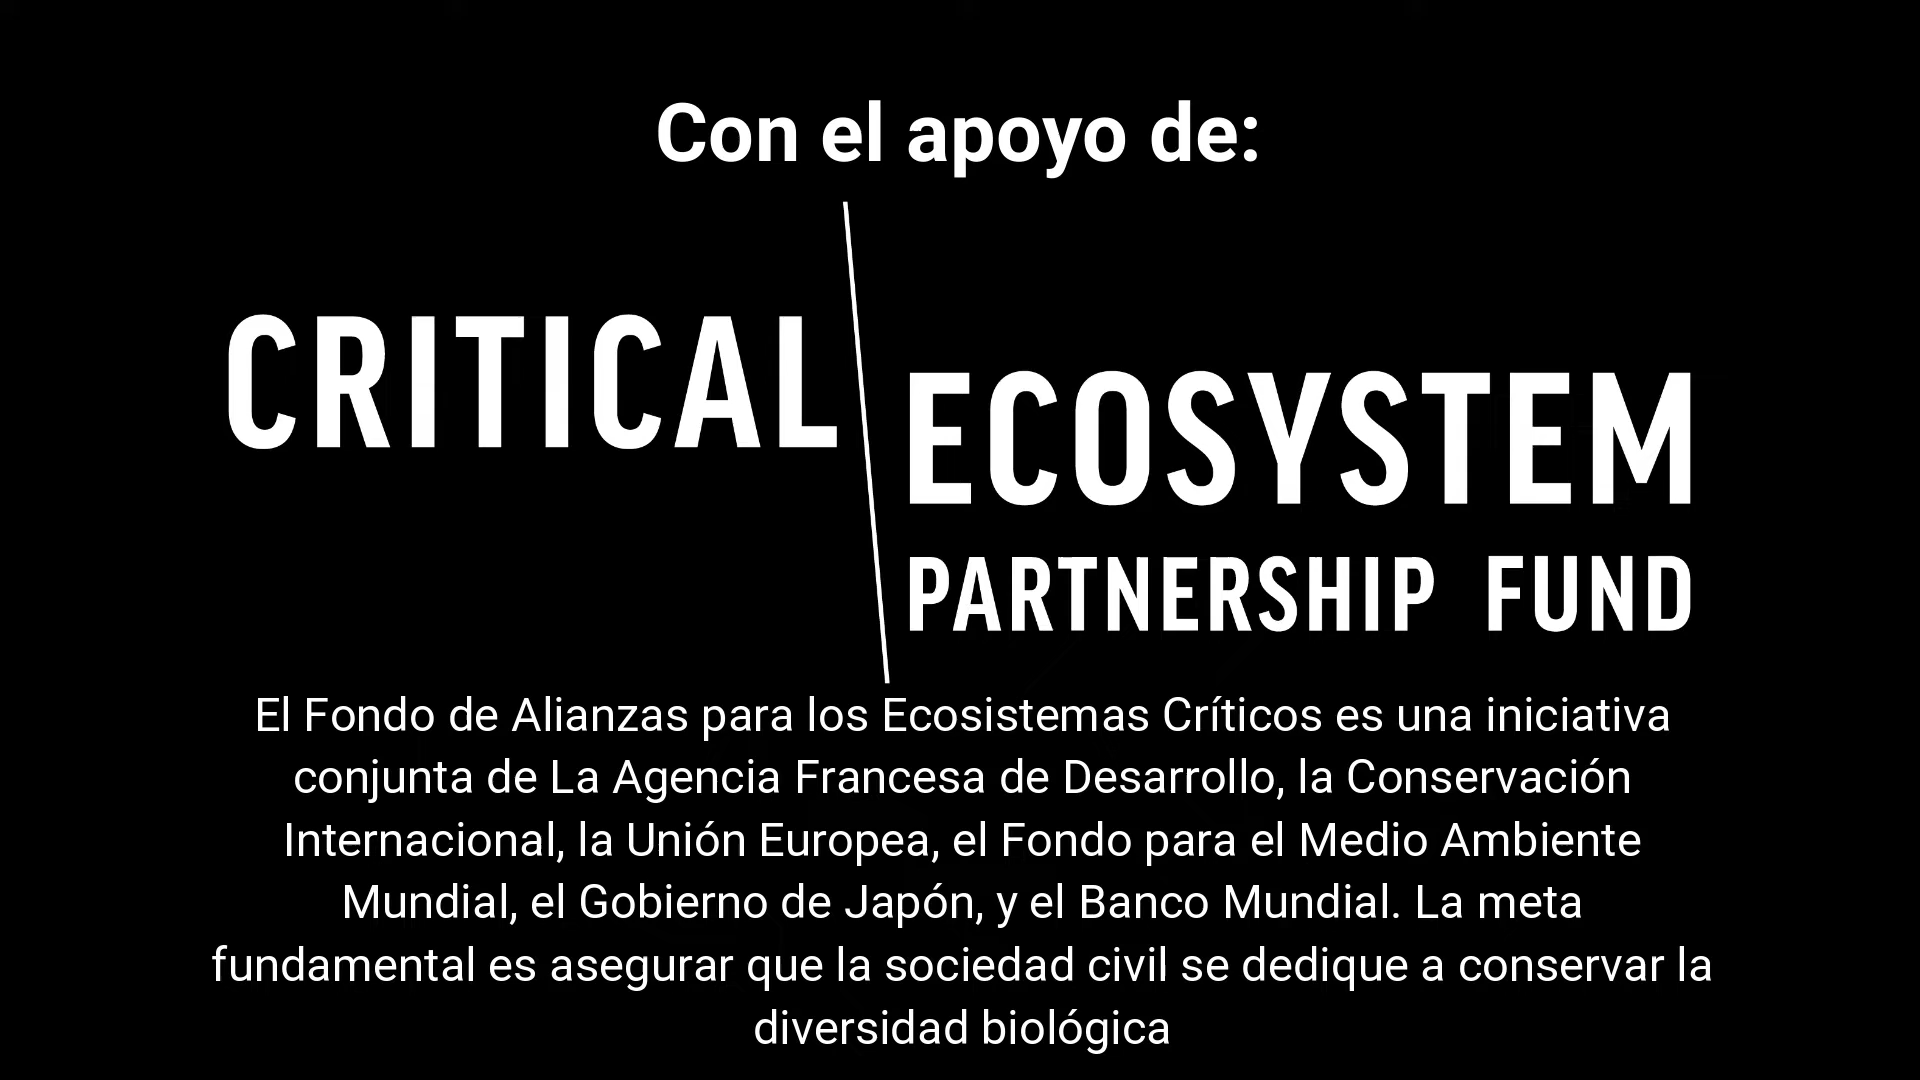 Con el apoyo de:
CRITICAL
ECOSYSTEM
PARTNERSHIP FUND
El Fondo de Alianzas para los Ecosistemas Críticos es una iniciativa
conjunta de La Agencia Francesa de Desarrollo, la Conservación
Internacional, la Unión Europea, el Fondo para el Medio Ambiente
Mundial, el Gobierno de Japón, y el Banco Mundial. La meta
fundamental es asegurar que la sociedad civil se dedique a conservar la
diversidad biológica